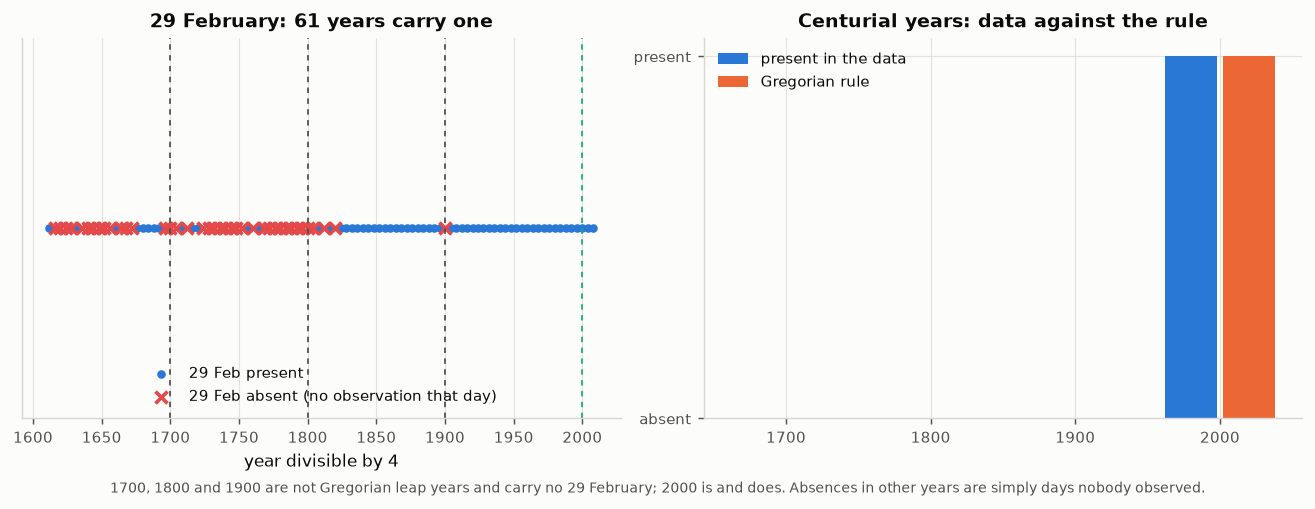 29 February: 61 years carry one
29 Feb present
29 Feb absent (no observation that day)
1600 1650 1700 1750 1800 1850 1900 1950 2000
year divisible by 4
Centurial years: data against the rule
present
absent
present in the data
Gregorian rule
1700 1800 1900 2000
1700, 1800 and 1900 are not Gregorian leap years and carry no 29 February; 2000 is and does. Absences in other years are simply days nobody observed.